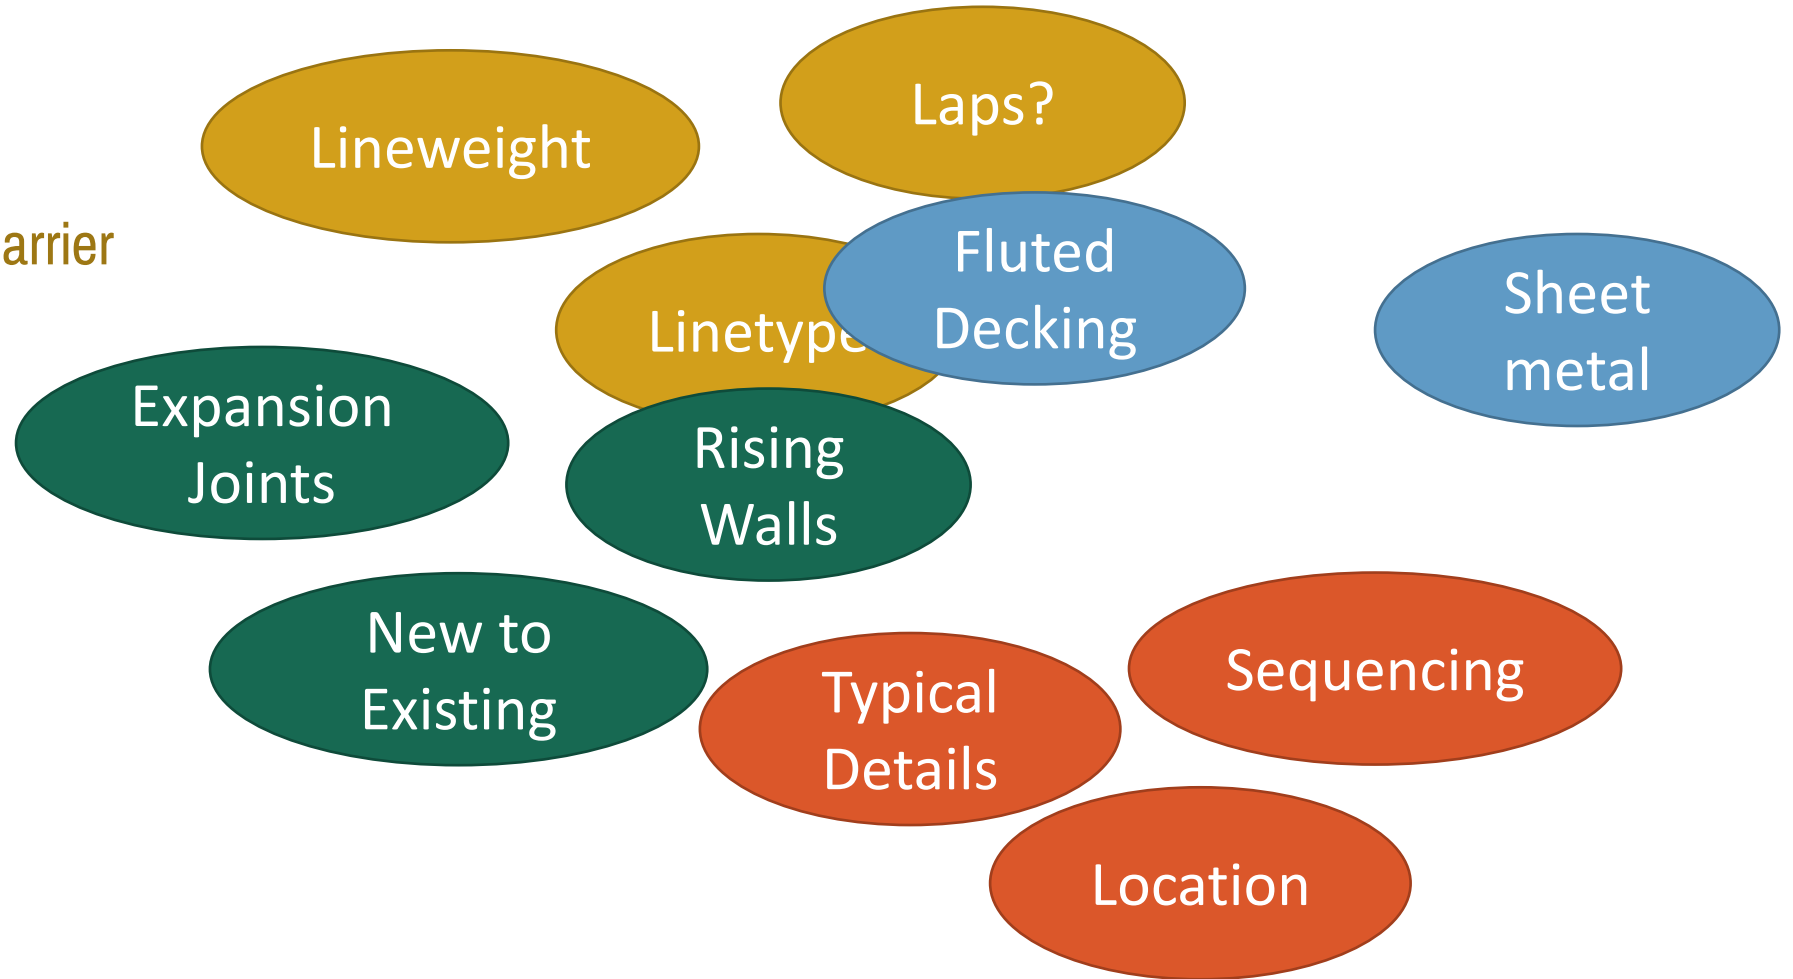 Laps?
Lineweight
arrier
Fluted
Decking
Linetype
Sheet
metal
Expansion
Joints
Rising
Walls
New to
Existing
Typical
Details
Sequencing
Location